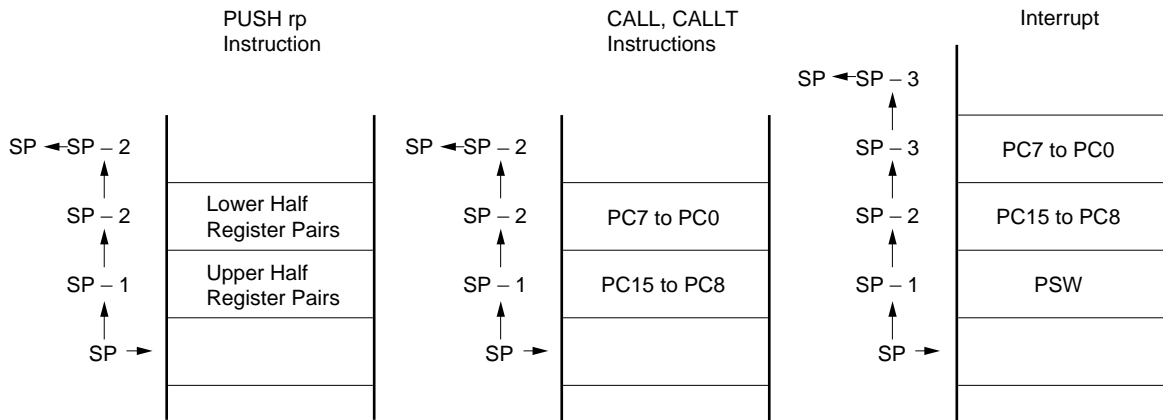 PUSH rp
Instruction
SP SP – 2
SP – 2
SP – 1
SP
Lower Half
Register Pairs
Upper Half
Register Pairs
CALL, CALLT
Instructions
SP SP – 2
SP – 2
SP – 1
SP
PC7 to PC0
PC15 to PC8
Interrupt
SP SP – 3
SP – 3
SP – 2
SP – 1
SP
PC7 to PC0
PC15 to PC8
PSW